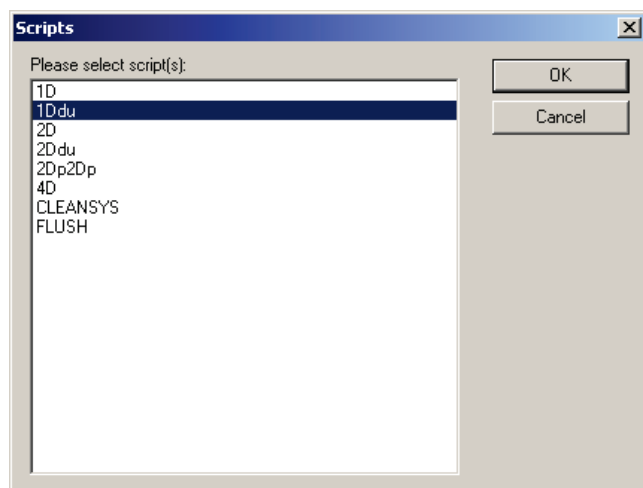 Scripts
Please select script(s):
1D
1Ddu
2D
2Ddu
2Dp2Dp
4D
CLEANSYS
FLUSH
OK
Cancel